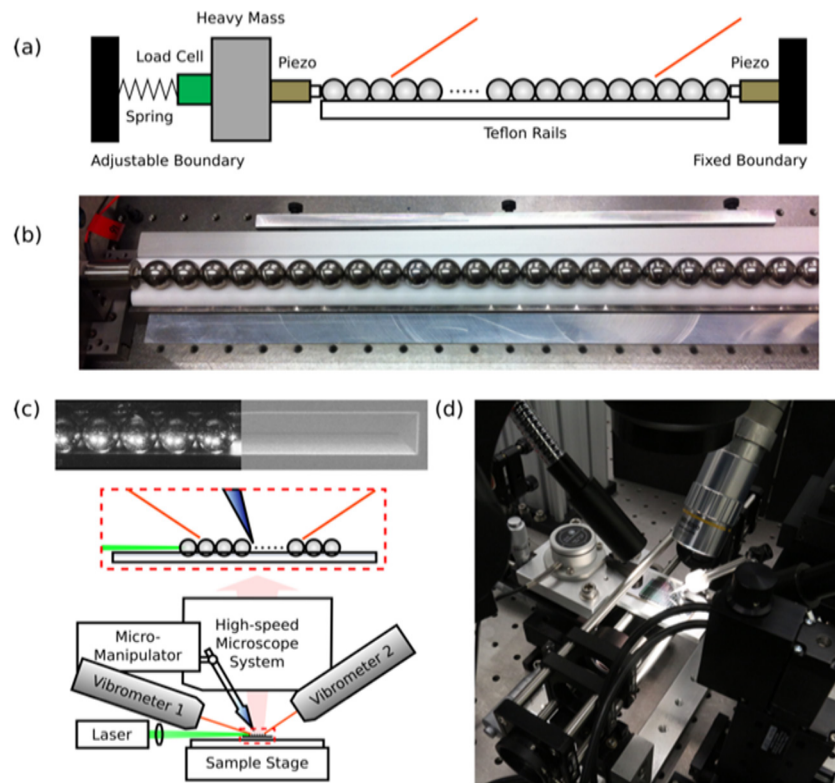 (a)
Heavy Mass
Load Cell
Piezo
Piezo
Spring
Teflon Rails
Adjustable Boundary
Fixed Boundary
(b)
(c)
(d)
High-speed
Microscope
System
Micro-
Manipulator
Vibrometer 1
Vibrometer 2
Laser
Sample Stage